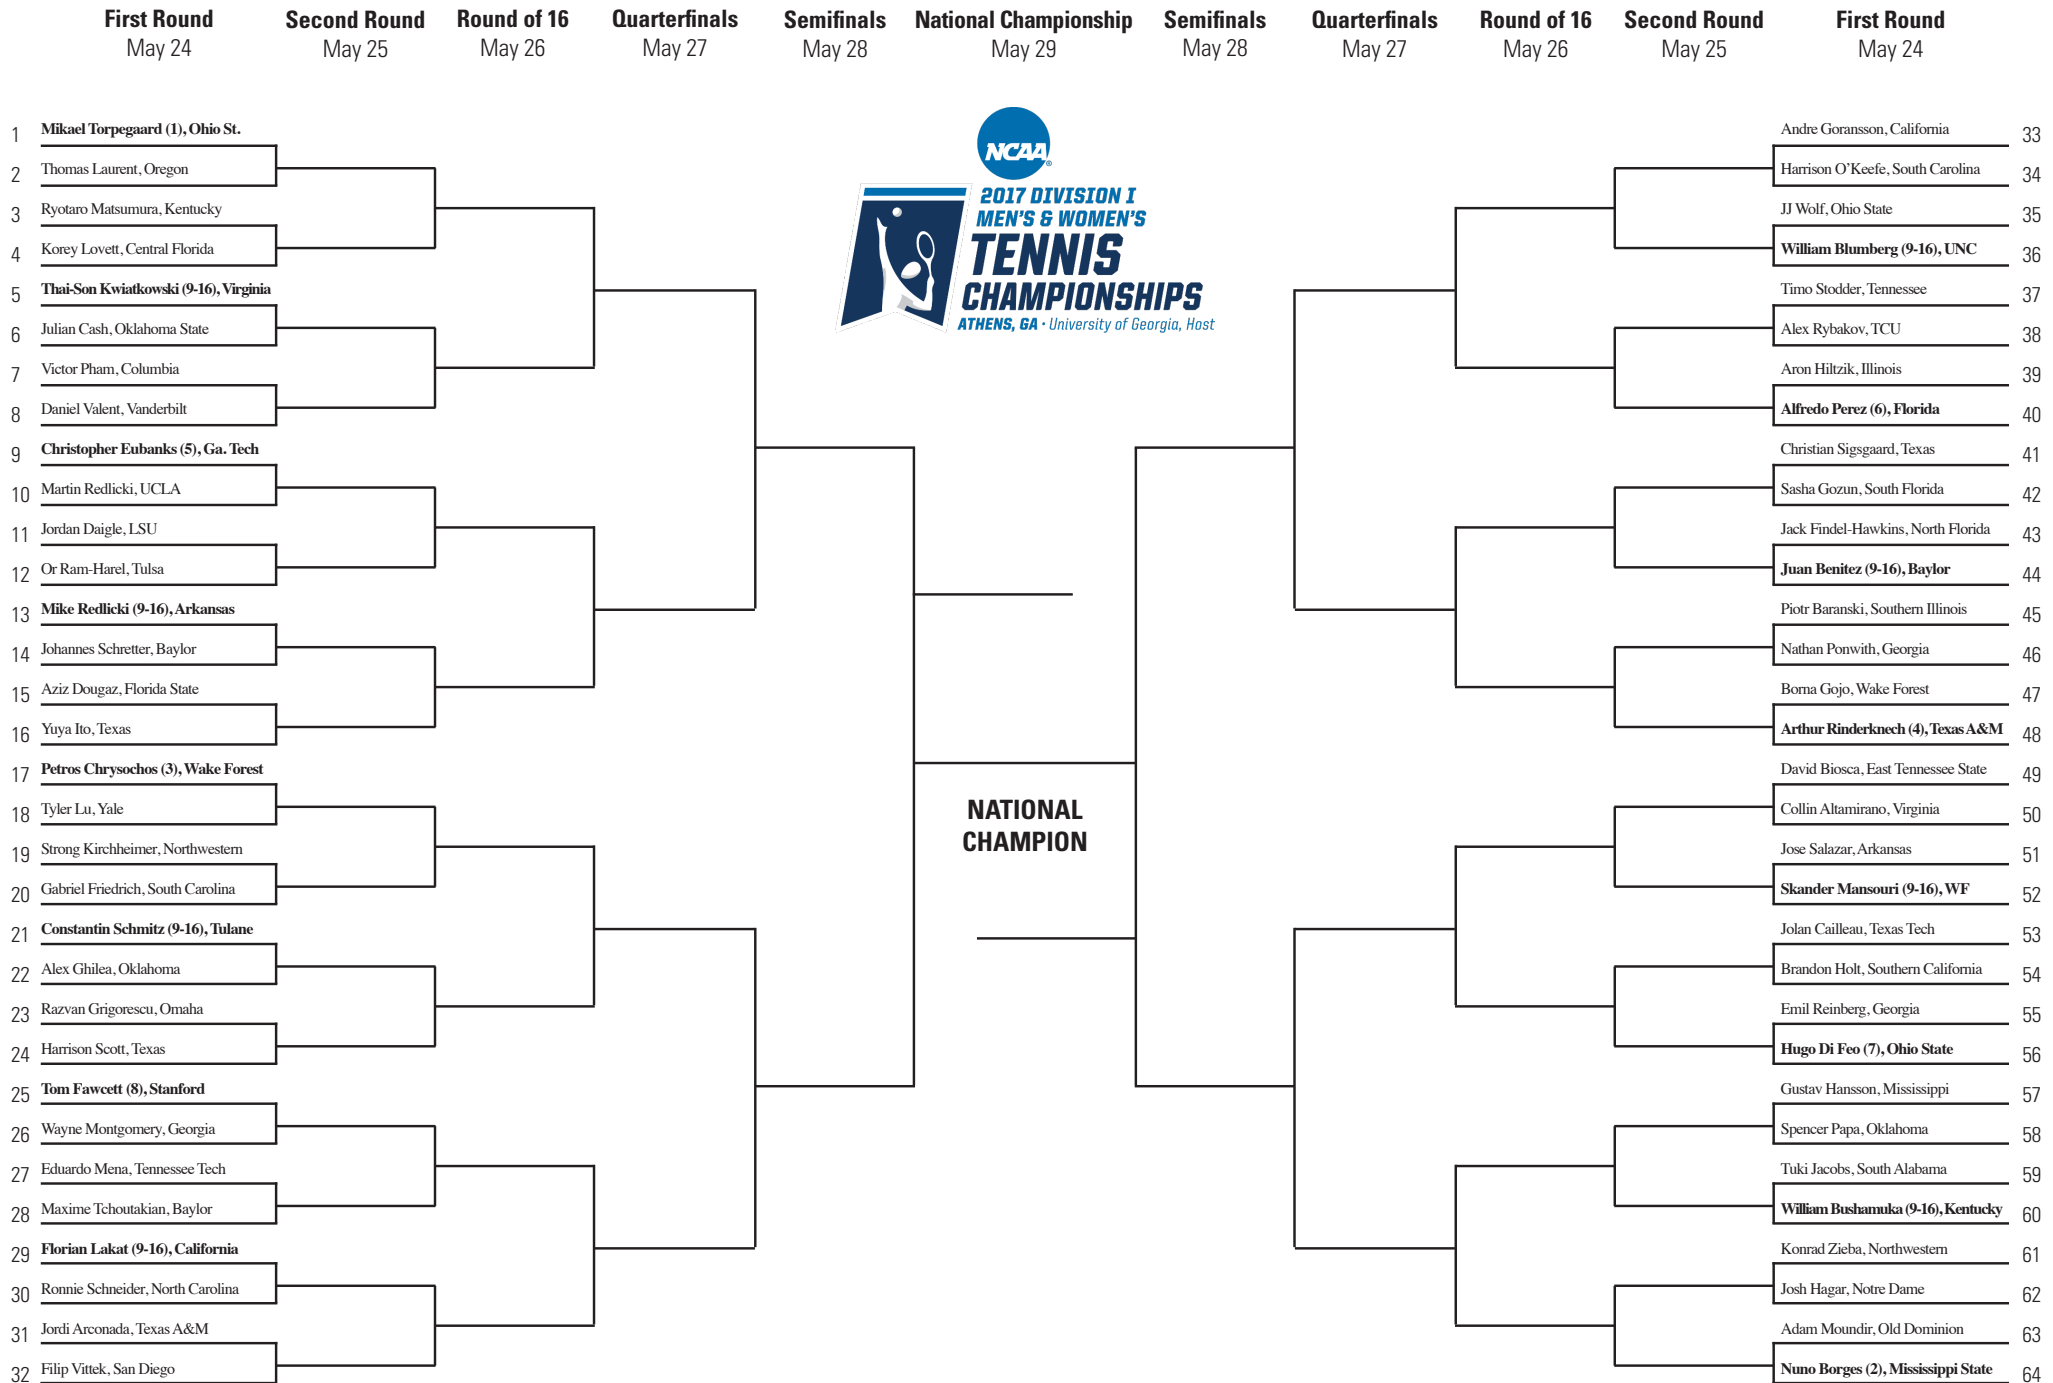 First Round
May 24
Second Round
May 25
Round of 16
May 26
Quarterfinals
May 27
Semifinals
May 28
National Championship
May 29
Semifinals
May 28
Quarterfinals
May 27
Round of 16
May 26
Second Round
May 25
First Round
May 24
NCAA®
2017 DIVISION I
MEN'S & WOMEN'S
TENNIS
CHAMPIONSHIPS
ATHENS, GA • University of Georgia, Host
1 Mikael Torpegaard (1), Ohio St.
2 Thomas Laurent, Oregon
3 Ryotaro Matsumura, Kentucky
4 Korey Lovett, Central Florida
5 Thai-Son Kwiatkowski (9-16), Virginia
6 Julian Cash, Oklahoma State
7 Victor Pham, Columbia
8 Daniel Valent, Vanderbilt
9 Christopher Eubanks (5), Ga. Tech
10 Martin Redlicki, UCLA
11 Jordan Daigle, LSU
12 Or Ram-Harel, Tulsa
13 Mike Redlicki (9-16), Arkansas
14 Johannes Schretter, Baylor
15 Aziz Dougaz, Florida State
16 Yuya Ito, Texas
17 Petros Chrysochos (3), Wake Forest
18 Tyler Lu, Yale
19 Strong Kirchheimer, Northwestern
20 Gabriel Friedrich, South Carolina
21 Constantin Schmitz (9-16), Tulane
22 Alex Ghilea, Oklahoma
23 Razvan Grigorescu, Omaha
24 Harrison Scott, Texas
25 Tom Fawcett (8), Stanford
26 Wayne Montgomery, Georgia
27 Eduardo Mena, Tennessee Tech
28 Maxime Tchoutakian, Baylor
29 Florian Lakat (9-16), California
30 Ronnie Schneider, North Carolina
31 Jordi Arconada, Texas A&M
32 Filip Vittek, San Diego
NATIONAL
CHAMPION
Andre Goransson, California 33
Harrison O'Keefe, South Carolina 34
JJ Wolf, Ohio State 35
William Blumberg (9-16), UNC 36
Timo Stodder, Tennessee 37
Alex Rybakov, TCU 38
Aron Hiltzik, Illinois 39
Alfredo Perez (6), Florida 40
Christian Sigsgaard, Texas 41
Sasha Gozun, South Florida 42
Jack Findel-Hawkins, North Florida 43
Juan Benitez (9-16), Baylor 44
Piotr Baranski, Southern Illinois 45
Nathan Ponwith, Georgia 46
Borna Gojo, Wake Forest 47
Arthur Rinderknech (4), Texas A&M 48
David Biosca, East Tennessee State 49
Collin Altamirano, Virginia 50
Jose Salazar, Arkansas 51
Skander Mansouri (9-16), WF 52
Jolan Cailleau, Texas Tech 53
Brandon Holt, Southern California 54
Emil Reinberg, Georgia 55
Hugo Di Feo (7), Ohio State 56
Gustav Hansson, Mississippi 57
Spencer Papa, Oklahoma 58
Tuki Jacobs, South Alabama 59
William Bushamuka (9-16), Kentucky 60
Konrad Zieba, Northwestern 61
Josh Hagar, Notre Dame 62
Adam Moundir, Old Dominion 63
Nuno Borges (2), Mississippi State 64